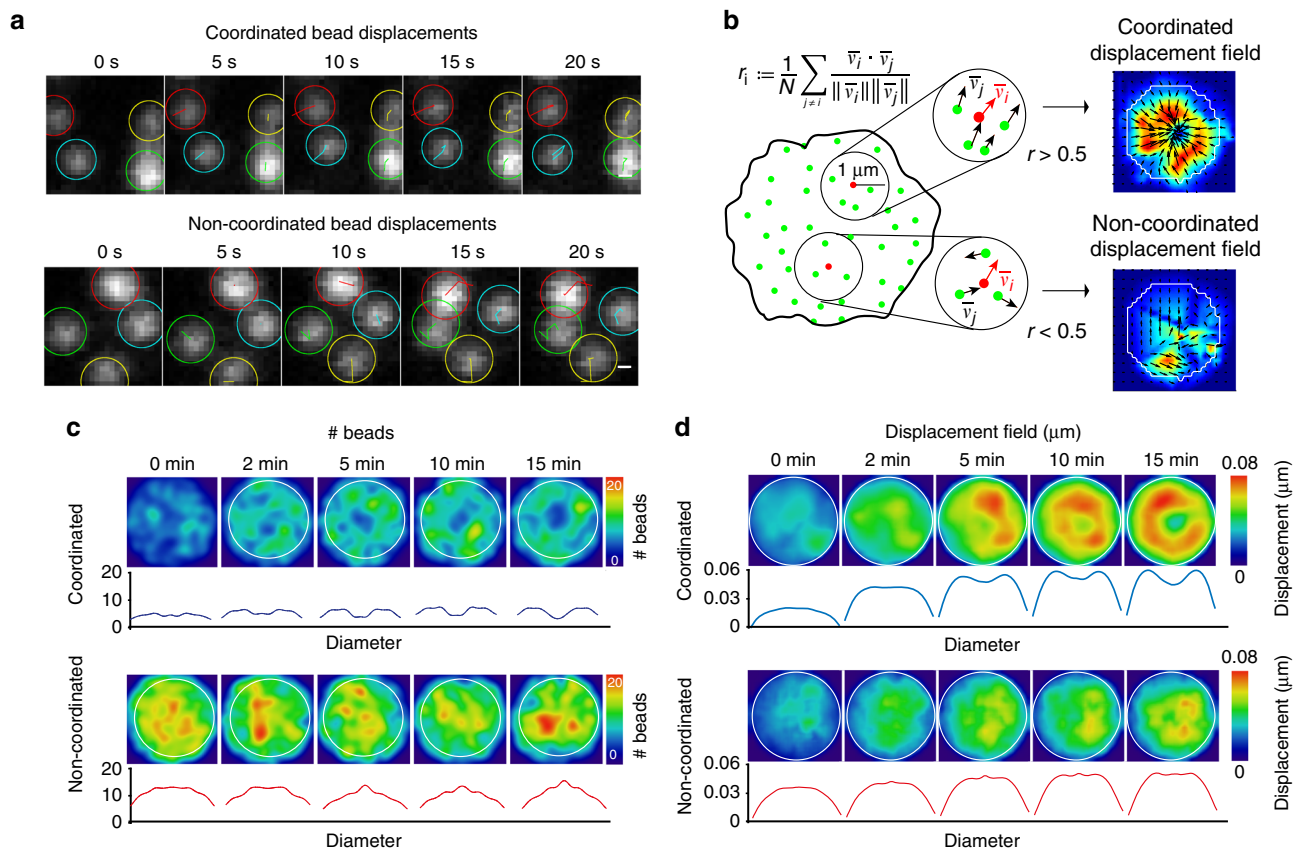 a
Coordinated bead displacements
0 s 5 s 10 s 15 s 20 s
Non-coordinated bead displacements
0 s 5 s 10 s 15 s 20 s
b
r_i := 1/N ∑_{j≠i} (v̅_i · v̅_j)/(‖v̅_i‖‖v̅_j‖)
v̅_j v̅_i
1 μm
r > 0.5
Coordinated
displacement field
v̅_i
v̅_j
r < 0.5
Non-coordinated
displacement field
c
# beads
0 min 2 min 5 min 10 min 15 min
Coordinated
20
0
# beads
20
10
0
Diameter
Non-coordinated
20
0
# beads
20
10
0
Diameter
d
Displacement field (μm)
0 min 2 min 5 min 10 min 15 min
Coordinated
0.08
0
Displacement (μm)
0.06
0.03
0
Diameter
Non-coordinated
0.08
0
Displacement (μm)
0.06
0.03
0
Diameter